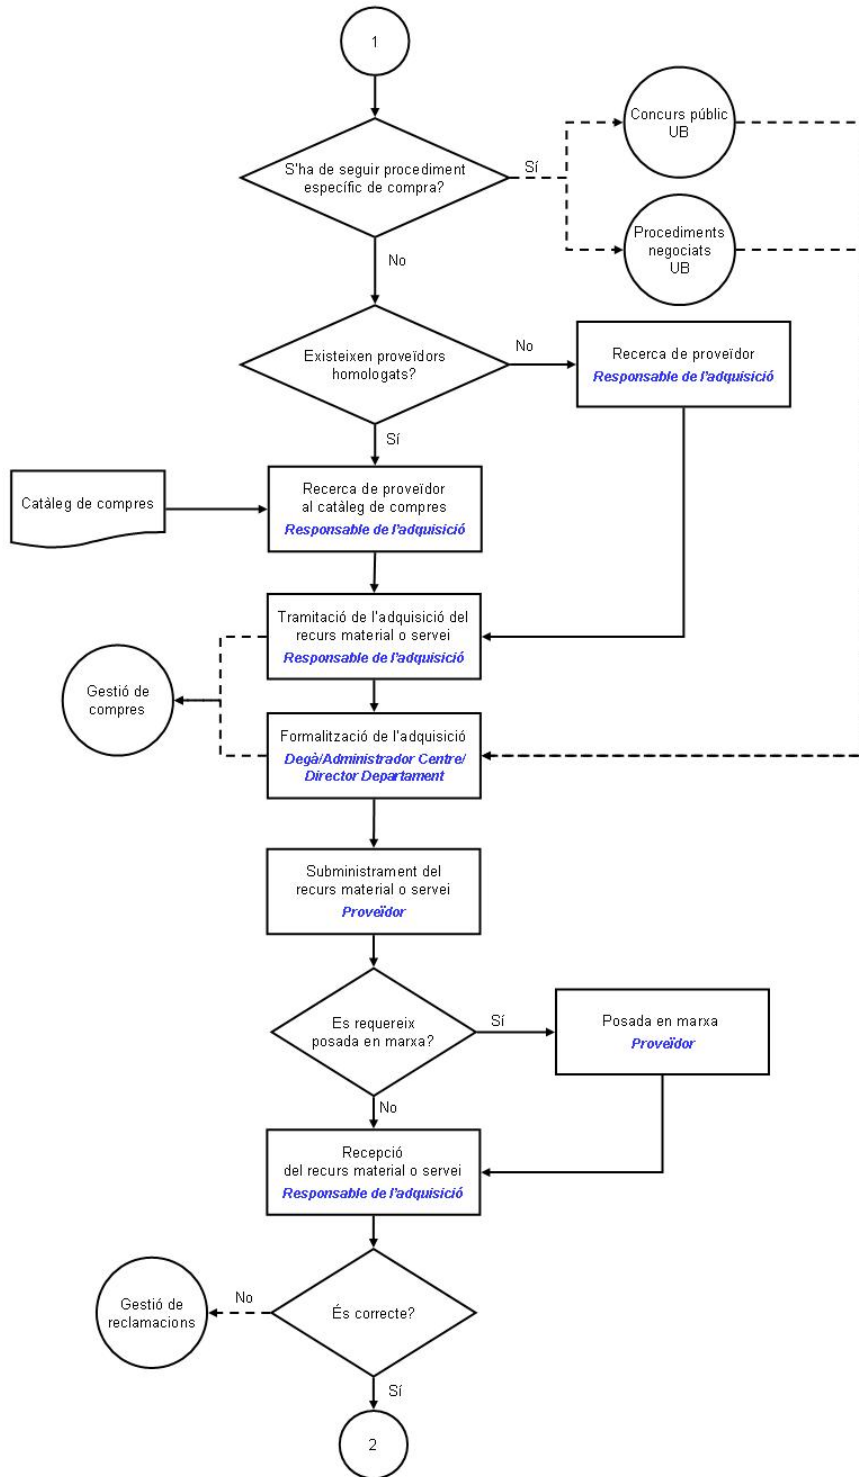 1
S'ha de seguir procediment
específic de compra?
Sí
Concurs públic
UB
Procediments
negociats
UB
No
Existeixen proveïdors
homologats?
No
Recerca de proveïdor
Responsable de l'adquisició
Sí
Catàleg de compres
Recerca de proveïdor
al catàleg de compres
Responsable de l'adquisició
Tramitació de l'adquisició del
recurs material o servei
Responsable de l'adquisició
Gestió de
compres
Formalització de l'adquisició
Degà/Administrador Centre/
Director Departament
Subministrament del
recurs material o servei
Proveïdor
Es requereix
posada en marxa?
Sí
Posada en marxa
Proveïdor
No
Recepció
del recurs material o servei
Responsable de l'adquisició
Gestió de
reclamacions
No
És correcte?
Sí
2